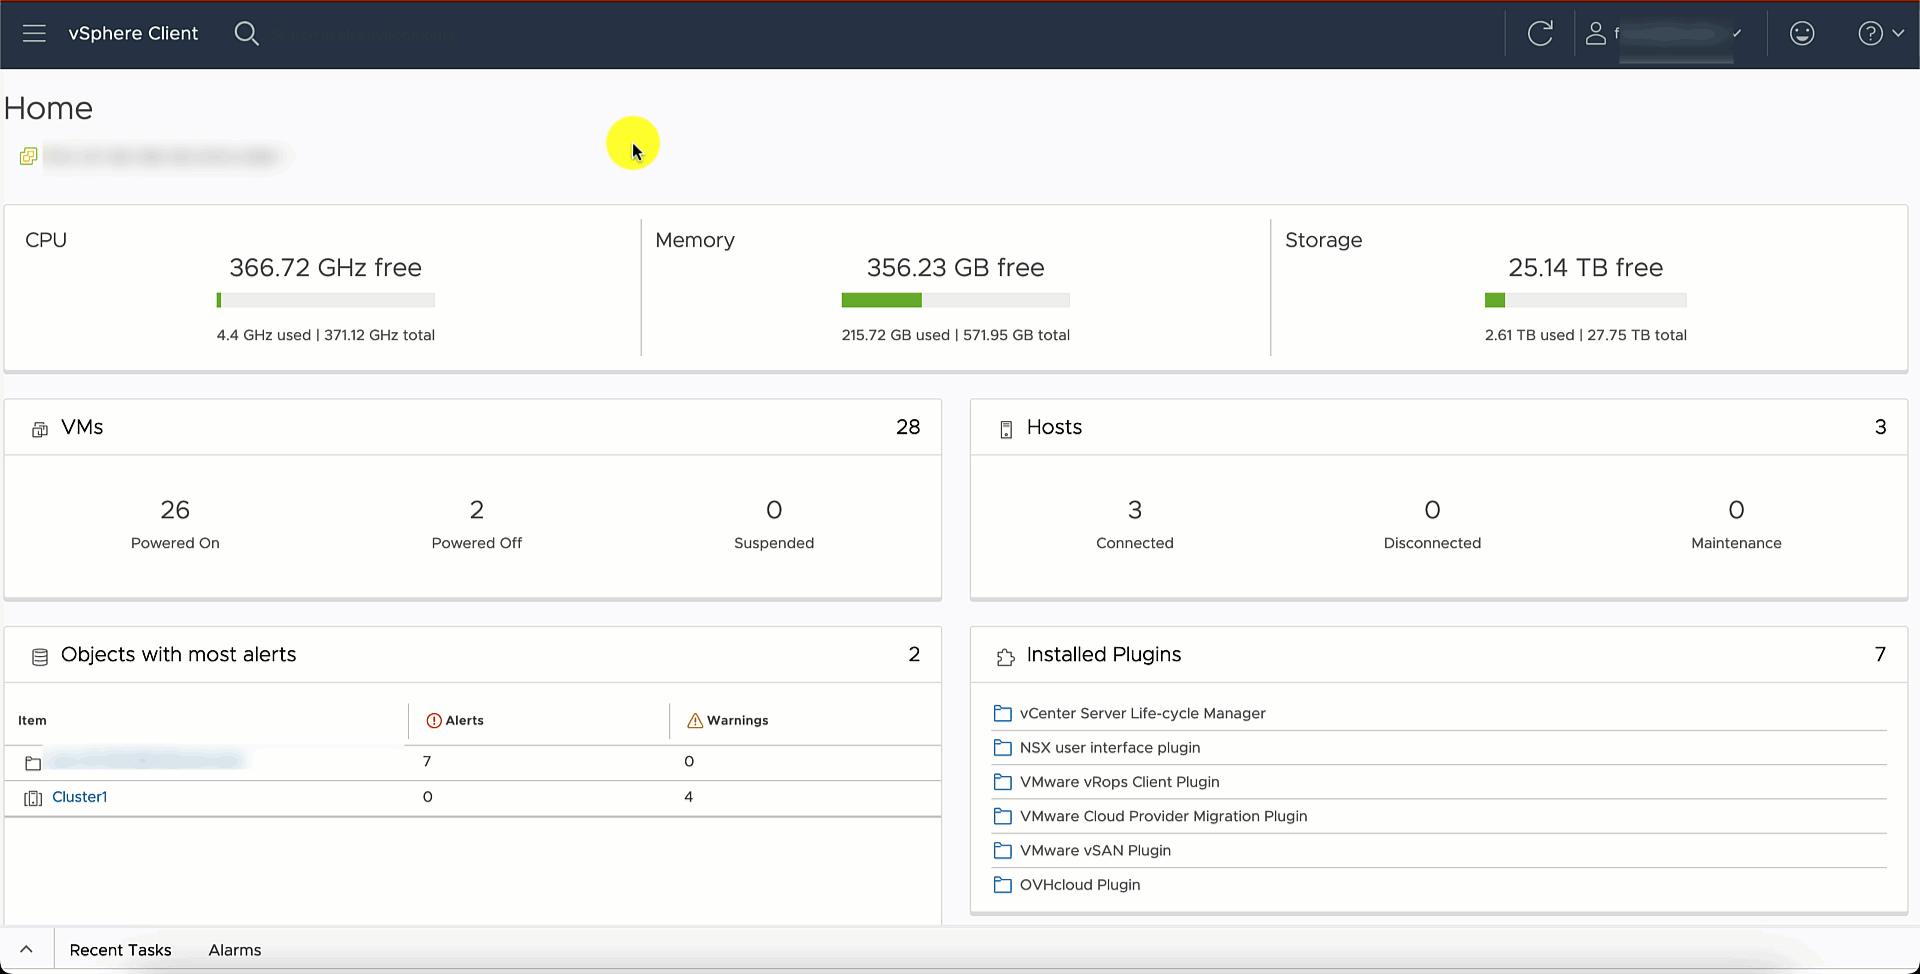 vSphere Client
Home
CPU
366.72 GHz free
4.4 GHz used | 371.12 GHz total
Memory
356.23 GB free
215.72 GB used | 571.95 GB total
Storage
25.14 TB free
2.61 TB used | 27.75 TB total
VMs 28
26 2 0
Powered On Powered Off Suspended
Hosts 3
3 0 0
Connected Disconnected Maintenance
Objects with most alerts 2
Item Alerts Warnings
7 0
Cluster1 0 4
Installed Plugins 7
vCenter Server Life-cycle Manager
NSX user interface plugin
VMware vRops Client Plugin
VMware Cloud Provider Migration Plugin
VMware vSAN Plugin
OVHcloud Plugin
Recent Tasks Alarms